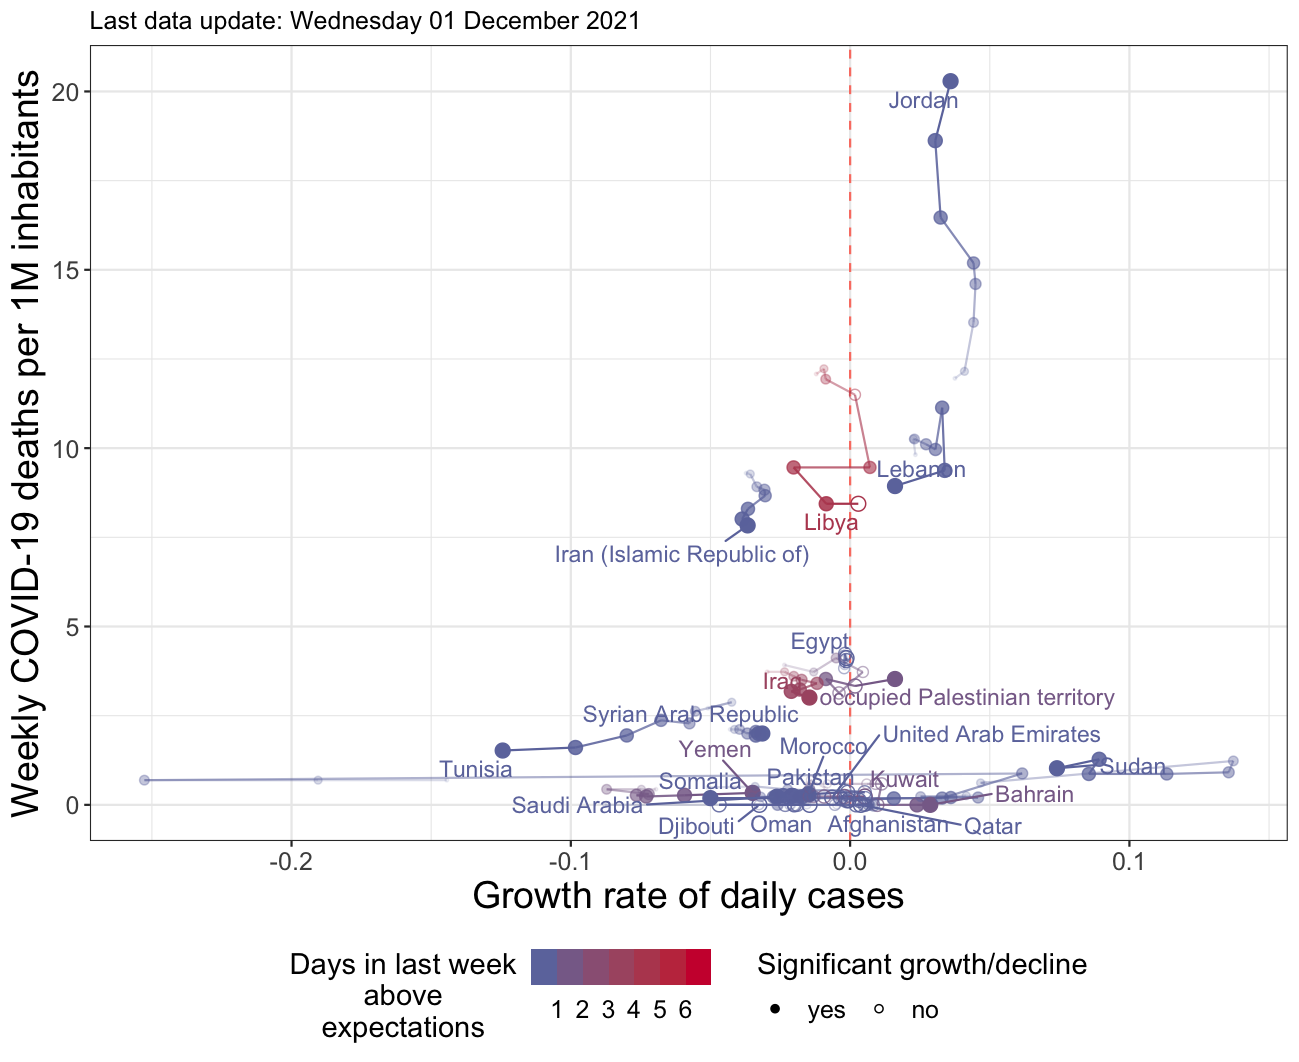 Last data update: Wednesday 01 December 2021
Weekly COVID-19 deaths per 1M inhabitants
20
15
10
5
0
Jordan
Lebanon
Libya
Iran (Islamic Republic of)
Egypt
Iraq
occupied Palestinian territory
Syrian Arab Republic
United Arab Emirates
Yemen
Morocco
Tunisia
Sudan
Somalia
Pakistan
Kuwait
Saudi Arabia
Bahrain
Djibouti
Oman
Afghanistan
Qatar
-0.2
-0.1
0.0
0.1
Growth rate of daily cases
Days in last week
above
expectations
1 2 3 4 5 6
Significant growth/decline
yes
no